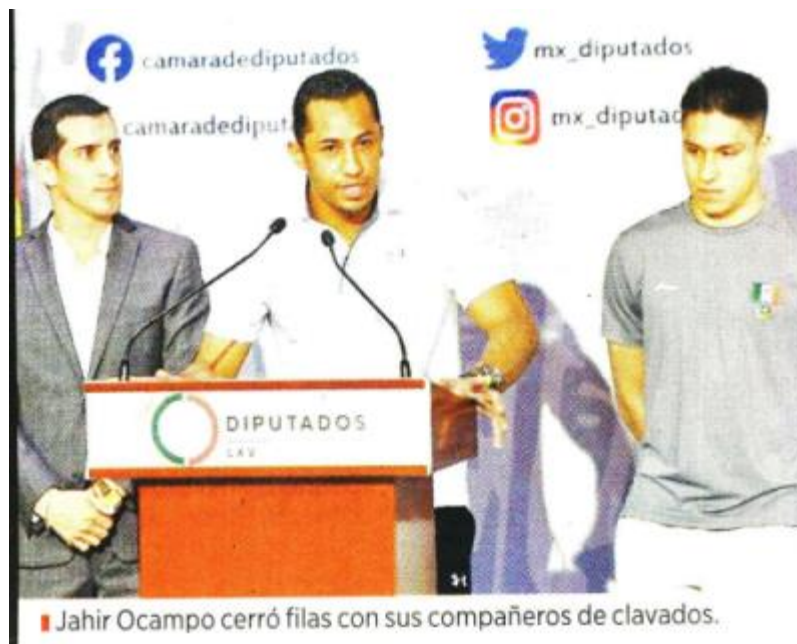 camaradediputados
mx_diputados
camaradediput
mx_diputad
DIPUTADOS
LXV
Jahir Ocampo cerró filas con sus compañeros de clavados.